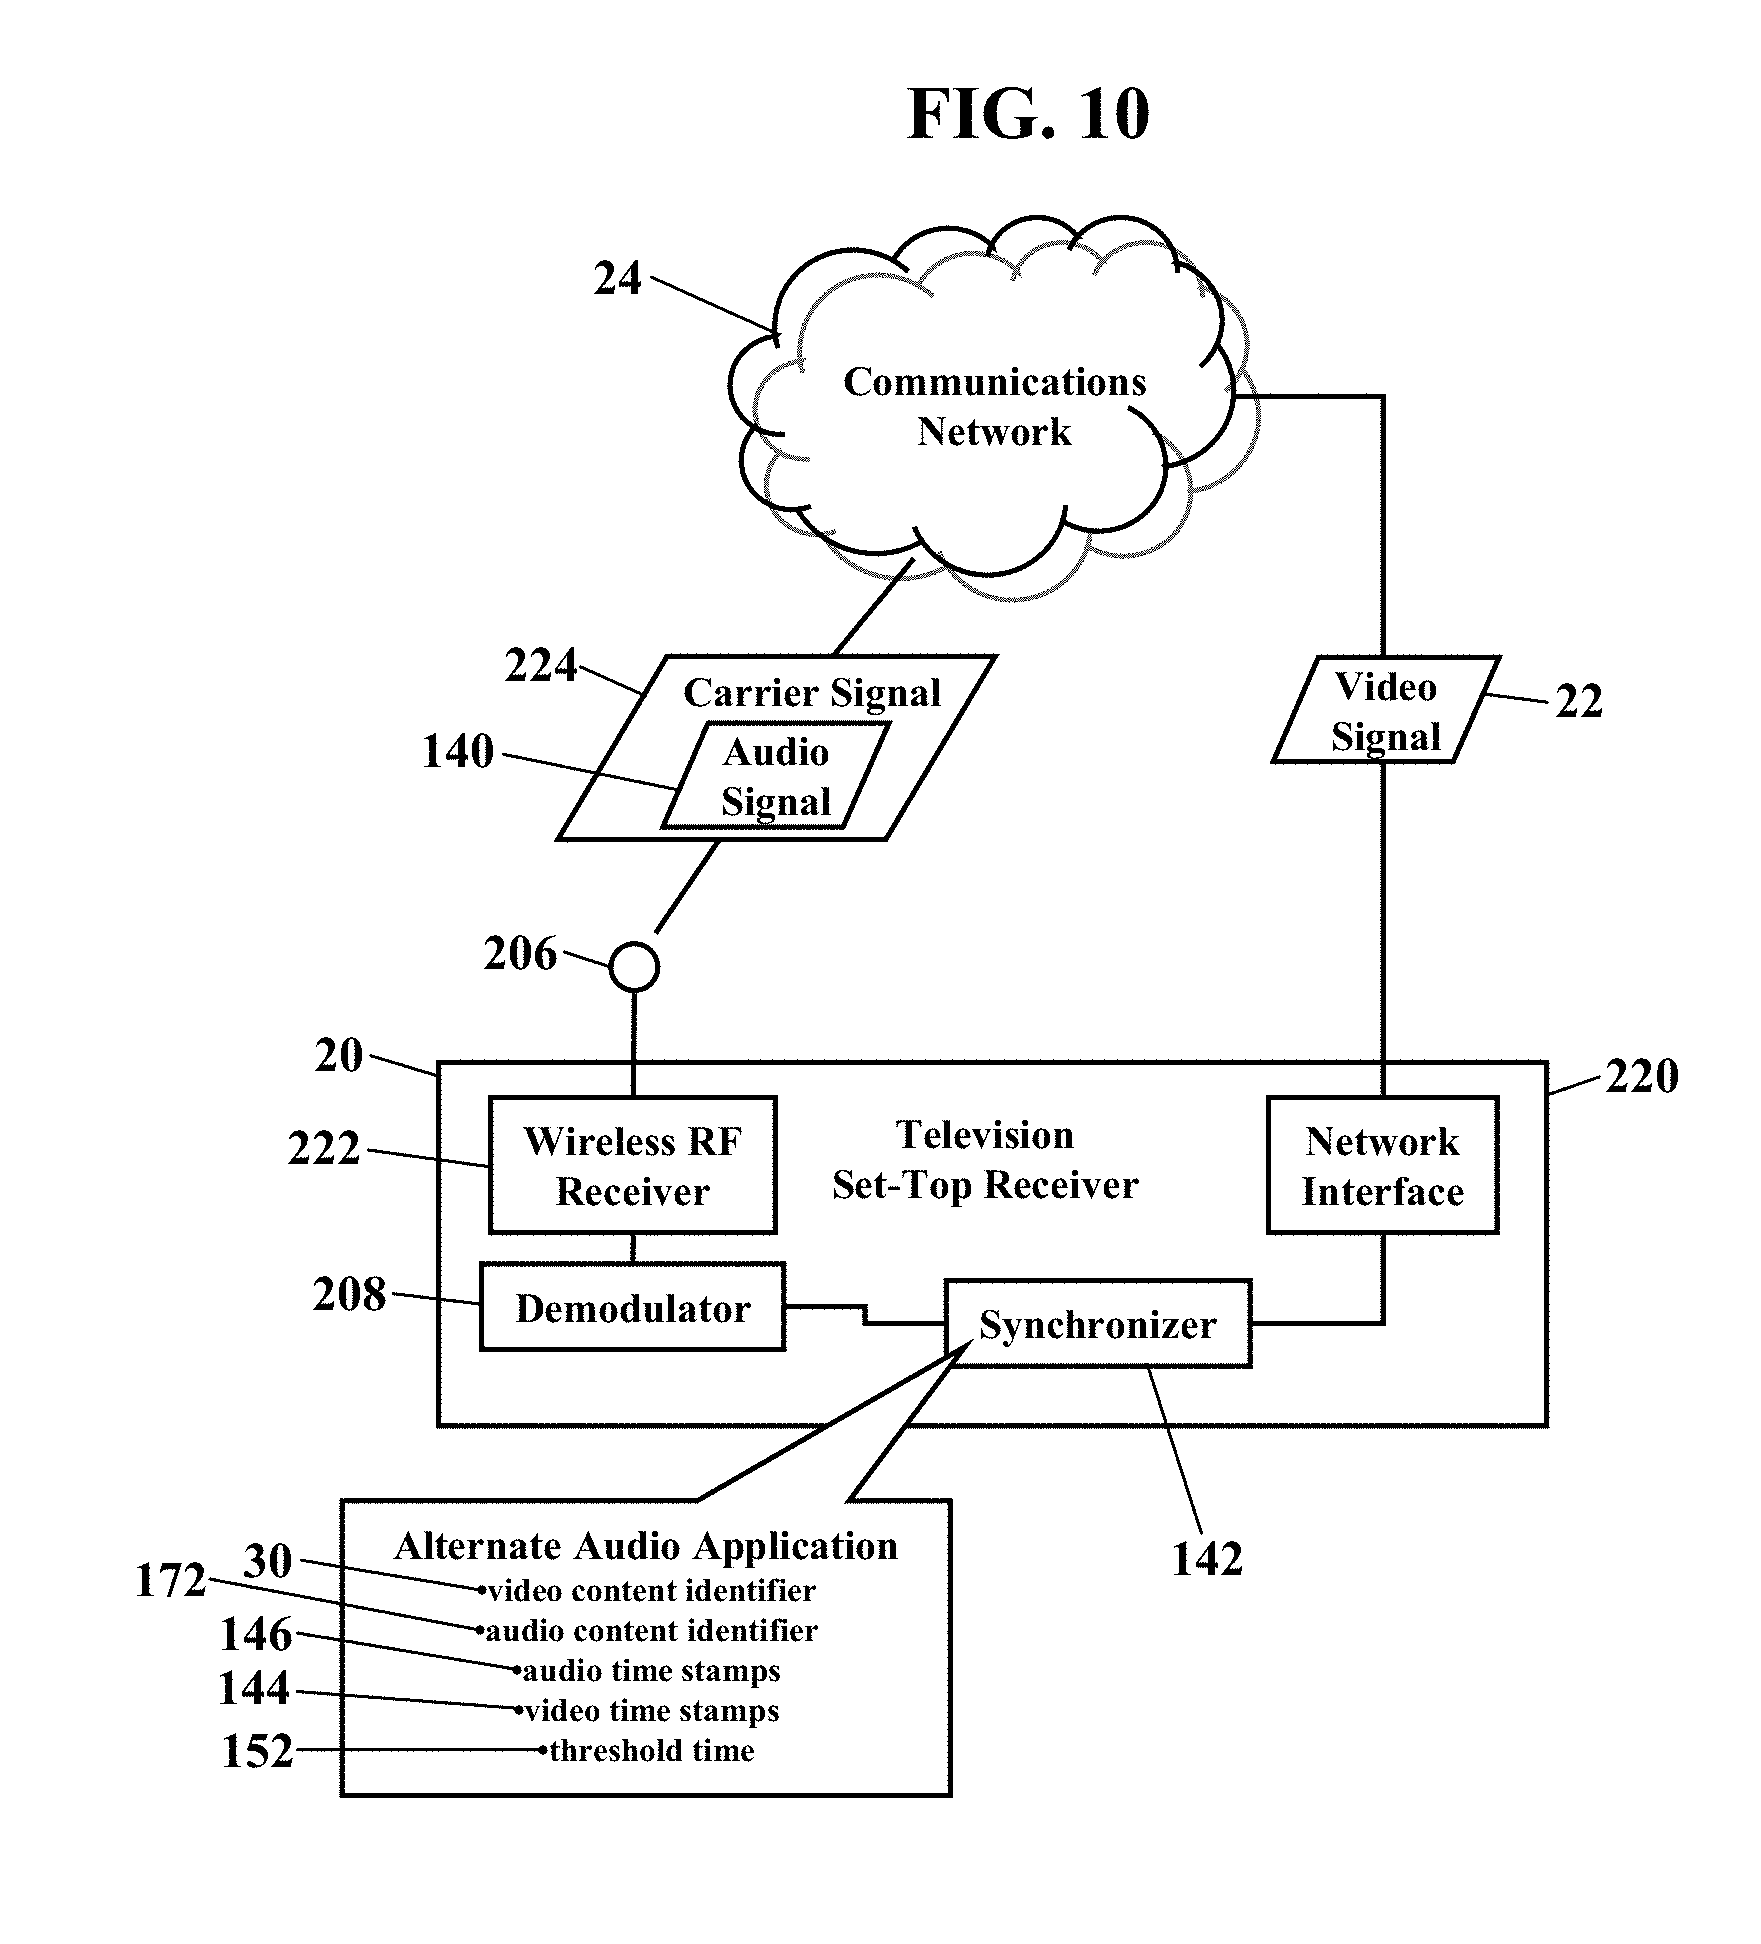 FIG. 10
24
Communications
Network
224
Carrier Signal
140
Audio
Signal
Video
Signal
22
206
20
220
222
Wireless RF
Receiver
Television
Set-Top Receiver
Network
Interface
208
Demodulator
Synchronizer
142
Alternate Audio Application
30
•video content identifier
172
•audio content identifier
146
•audio time stamps
144
•video time stamps
152
•threshold time